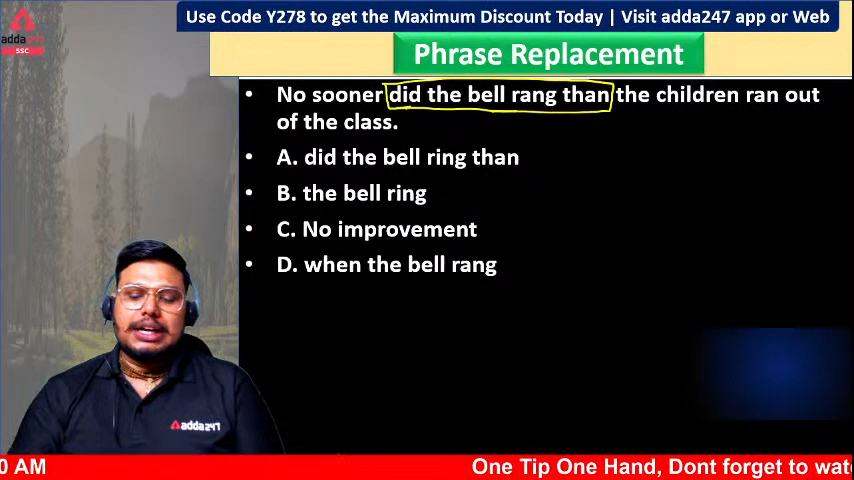 Use Code Y278 to get the Maximum Discount Today | Visit adda247 app or Web
adda247
SSC
Phrase Replacement
• No sooner did the bell rang than the children ran out
of the class.
• A. did the bell ring than
• B. the bell ring
• C. No improvement
• D. when the bell rang
adda247
0 AM One Tip One Hand, Dont forget to wat